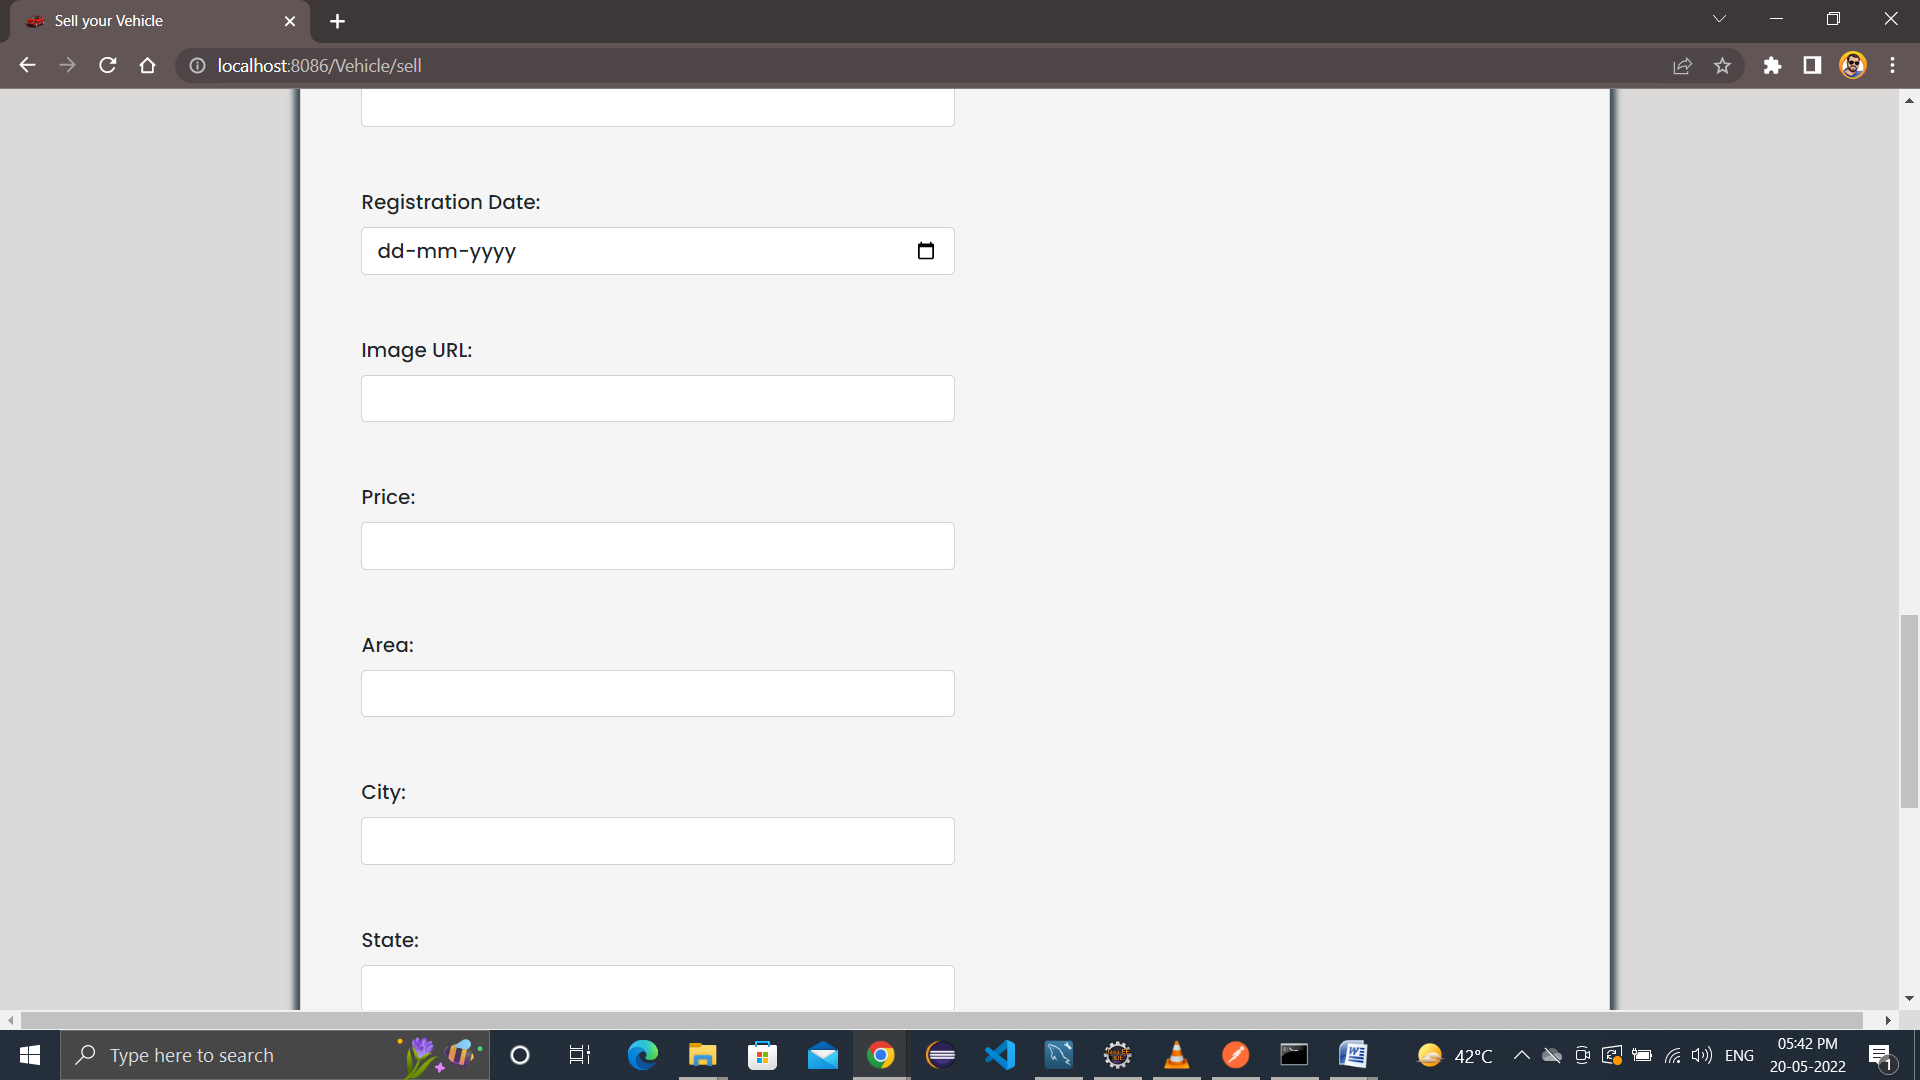 Sell your Vehicle
localhost:8086/Vehicle/sell
Registration Date:
dd-mm-yyyy
Image URL:
Price:
Area:
City:
State:
Type here to search
42°C
ENG
05:42 PM
20-05-2022
1